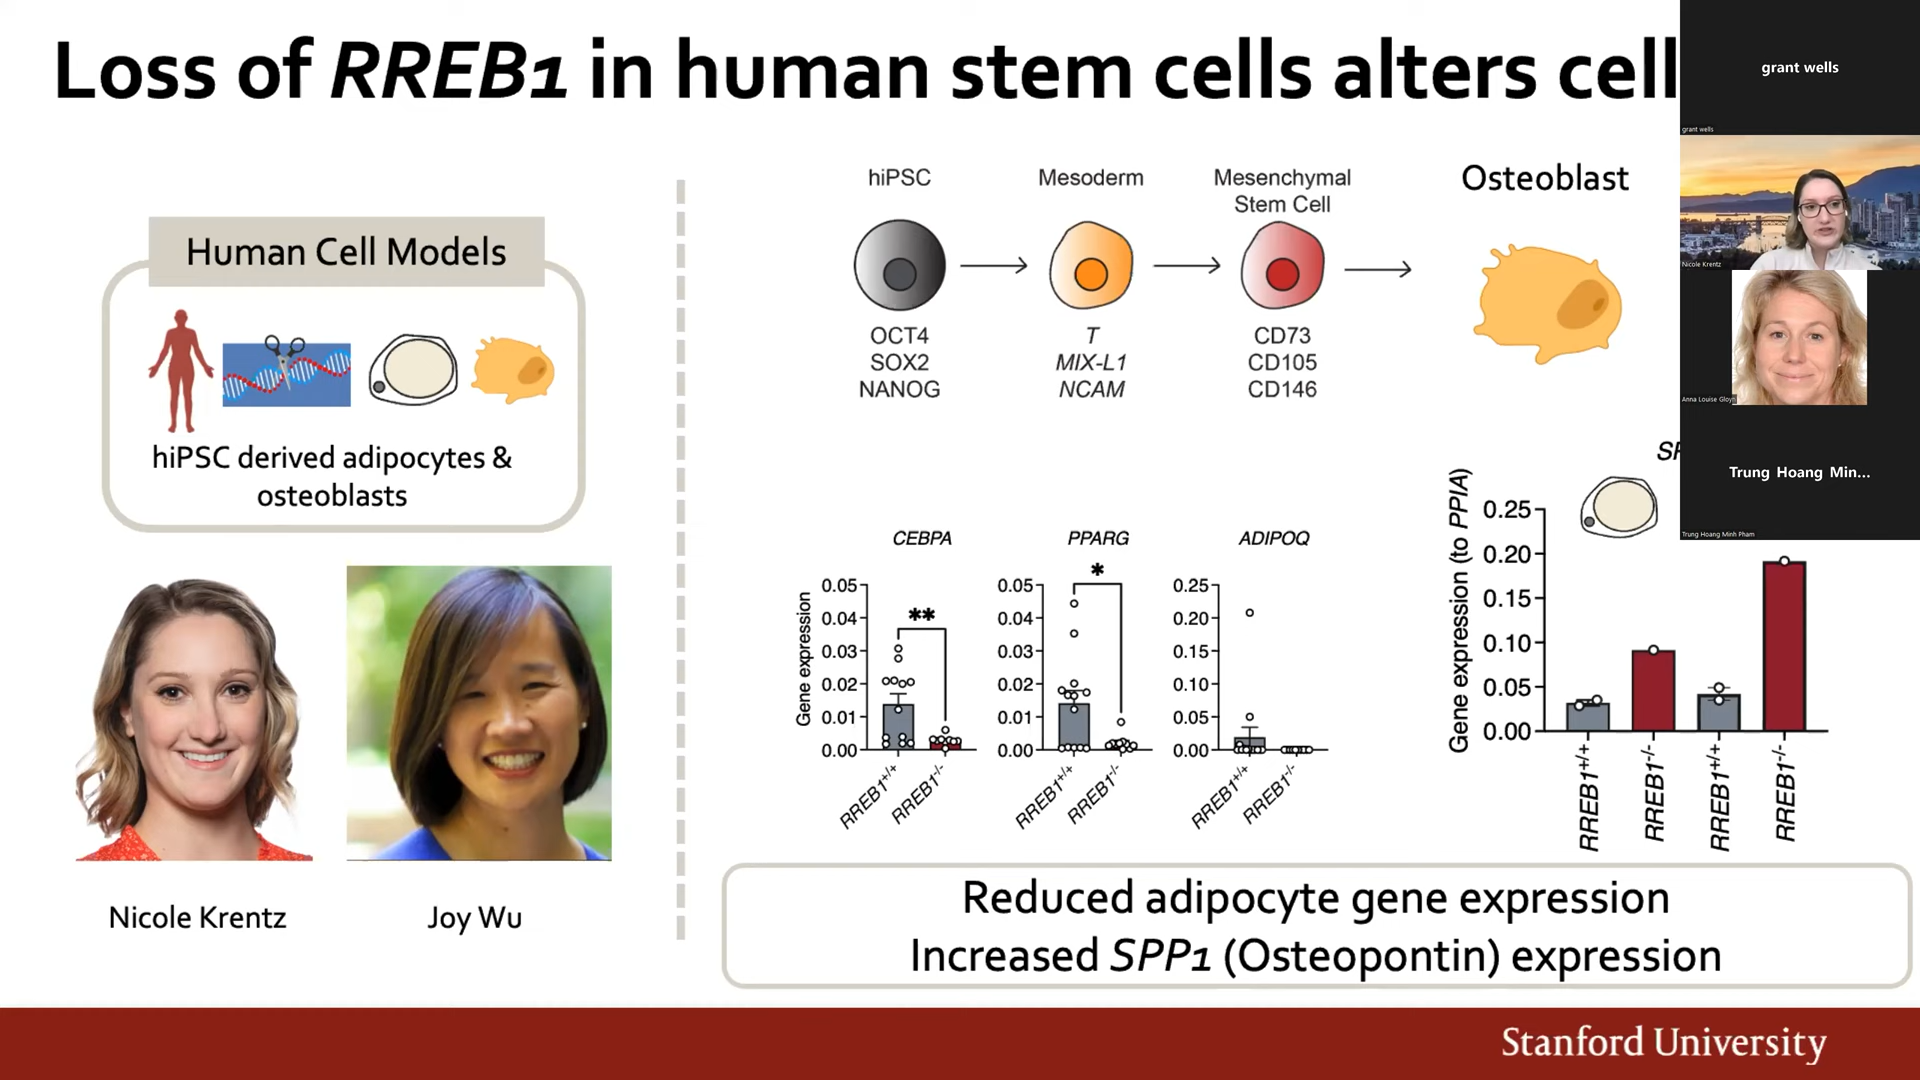 Loss of RREB1 in human stem cells alters cell
grant wells
grant wells
Nicole Krentz
Anna Louise Gloyn
Trung Hoang Min...
Trung Hoang Minh Pham
Human Cell Models
hiPSC derived adipocytes &
osteoblasts
Nicole Krentz
Joy Wu
hiPSC
Mesoderm
Mesenchymal
Stem Cell
Osteoblast
OCT4
SOX2
NANOG
T
MIX-L1
NCAM
CD73
CD105
CD146
CEBPA
Gene expression
0.05
0.04
0.03
0.02
0.01
0.00
**
RREB1+/+
RREB1-/-
PPARG
0.05
0.04
0.03
0.02
0.01
0.00
*
RREB1+/+
RREB1-/-
ADIPOQ
0.25
0.20
0.15
0.10
0.05
0.00
RREB1+/+
RREB1-/-
Gene expression (to PPIA)
0.25
0.20
0.15
0.10
0.05
0.00
RREB1+/+
RREB1-/-
RREB1+/+
RREB1-/-
Reduced adipocyte gene expression
Increased SPP1 (Osteopontin) expression
Stanford University